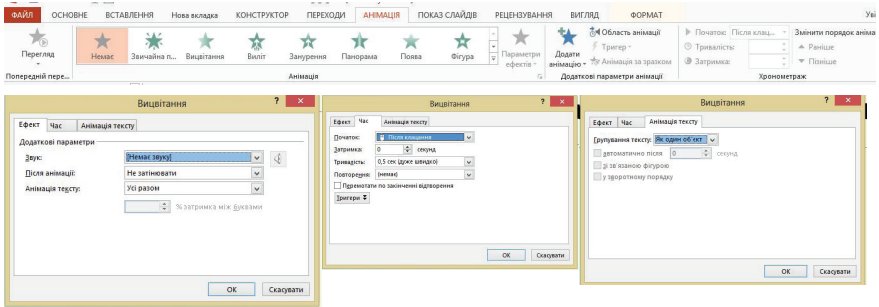 ФАЙЛ ОСНОВНЕ ВСТАВЛЕННЯ Нова вкладка КОНСТРУКТОР ПЕРЕХОДИ АНІМАЦІЯ ПОКАЗ СЛАЙДІВ РЕЦЕНЗУВАННЯ ВИГЛЯД ФОРМАТ Уві
Перегляд
Немає Звичайна п... Вицвітання Виліт Занурення Панорама Поява Фігура
Параметри ефектів
Додати анімацію
Область анімації
Тригер
Анімація за зразком
Початок: Після клац...
Тривалість:
Затримка:
Змінити порядок аніма
Раніше
Пізніше
Попередній пере... Анімація Додаткові параметри анімації Хронометраж
Вицвітання ? ×
Ефект Час Анімація тексту
Додаткові параметри
Звук: [Немає звуку]
Після анімації: Не затінювати
Анімація тексту: Усі разом
% затримка між буквами
OK Скасувати
Вицвітання ? ×
Ефект Час Анімація тексту
Початок: Після клацання
Затримка: 0 секунд
Тривалість: 0,5 сек (дуже швидко)
Повторення: (немає)
Перемотати по закінченні відтворення
Тригери
OK Скасувати
Вицвітання ? ×
Ефект Час Анімація тексту
Групування тексту: Як один об'єкт
автоматично після 0 секунд
зі зв'язаною фігурою
у зворотному порядку
OK Скасувати